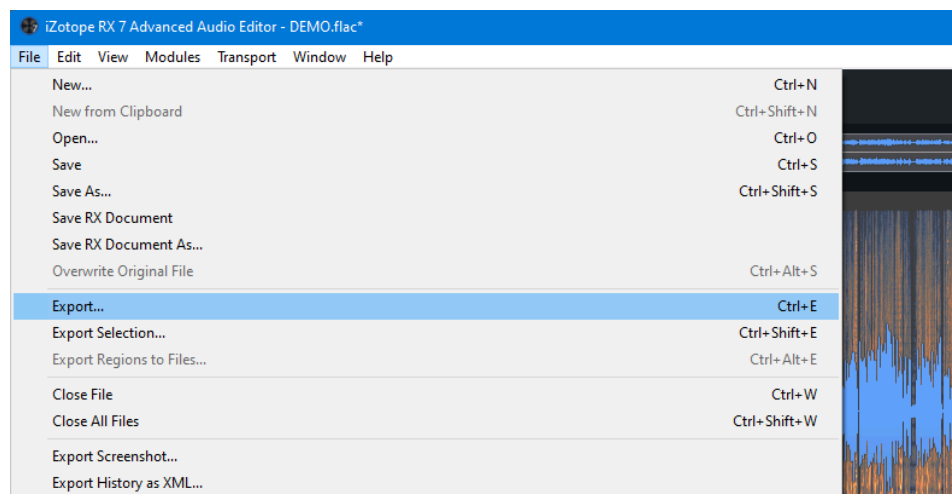 iZotope RX 7 Advanced Audio Editor - DEMO.flac*
File Edit View Modules Transport Window Help
New... Ctrl+N
New from Clipboard Ctrl+Shift+N
Open... Ctrl+O
Save Ctrl+S
Save As... Ctrl+Shift+S
Save RX Document
Save RX Document As...
Overwrite Original File Ctrl+Alt+S
Export... Ctrl+E
Export Selection... Ctrl+Shift+E
Export Regions to Files... Ctrl+Alt+E
Close File Ctrl+W
Close All Files Ctrl+Shift+W
Export Screenshot...
Export History as XML...